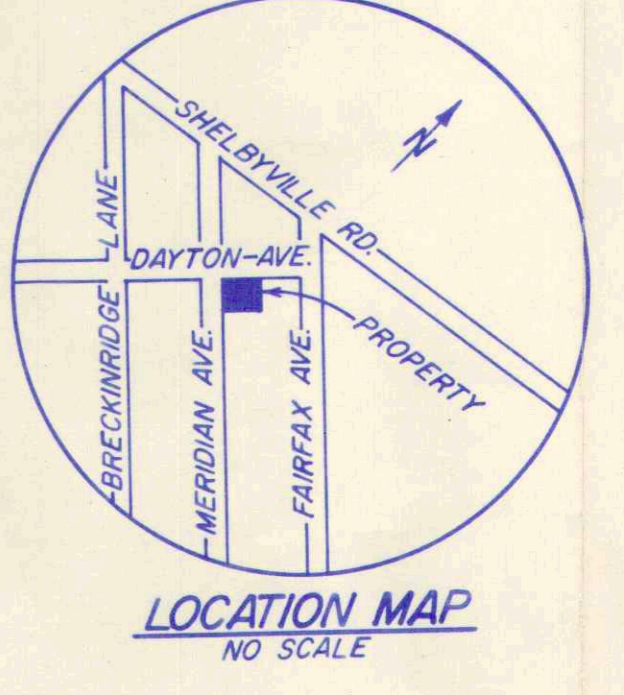 SHELBYVILLE RD.
N
LANE
DAYTON-AVE.
BRECKINRIDGE
MERIDIAN AVE.
FAIRFAX AVE.
PROPERTY
LOCATION MAP
NO SCALE